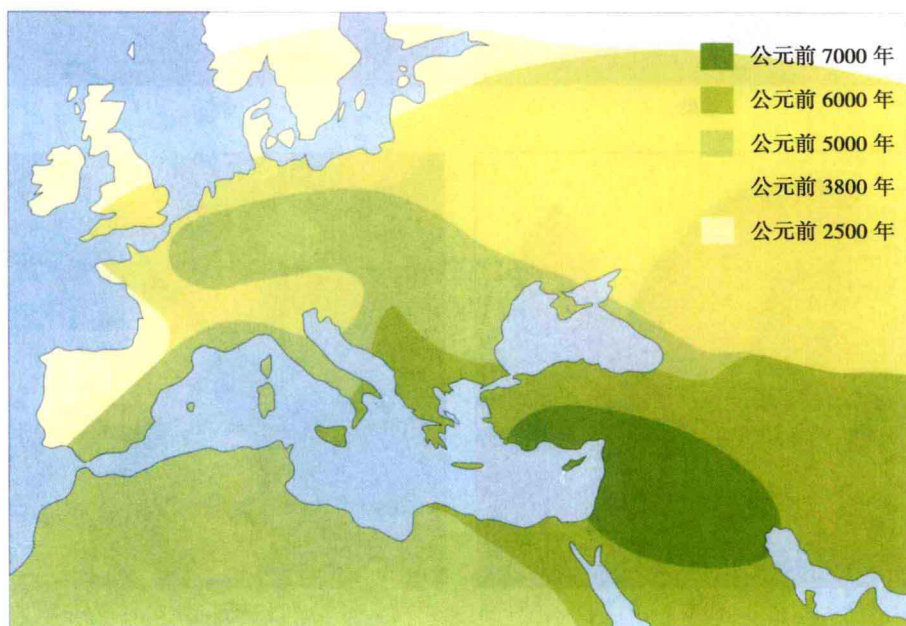 公元前 7000 年
公元前 6000 年
公元前 5000 年
公元前 3800 年
公元前 2500 年